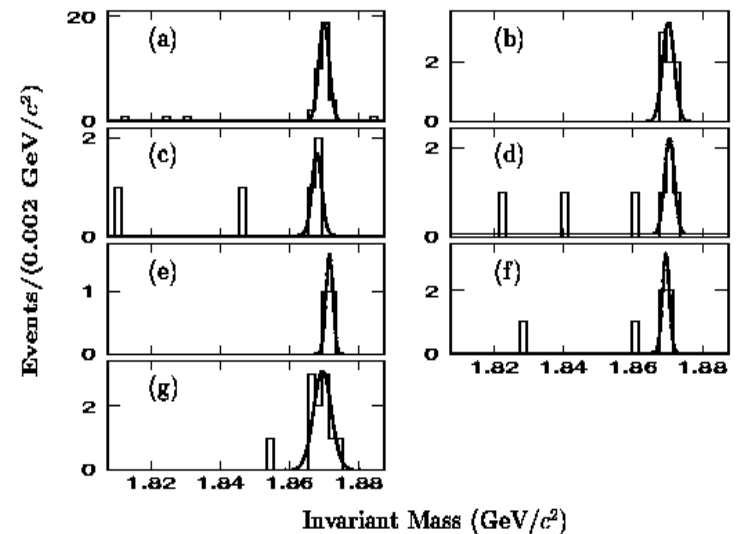 20
10
0
(a)
2
0
(b)
2
0
(c)
2
0
(d)
1
0
(e)
2
0
(f)
1.82 1.84 1.86 1.88
2
0
(g)
1.82 1.84 1.86 1.88
Events/(0.002 GeV/c²)
Invariant Mass (GeV/c²)